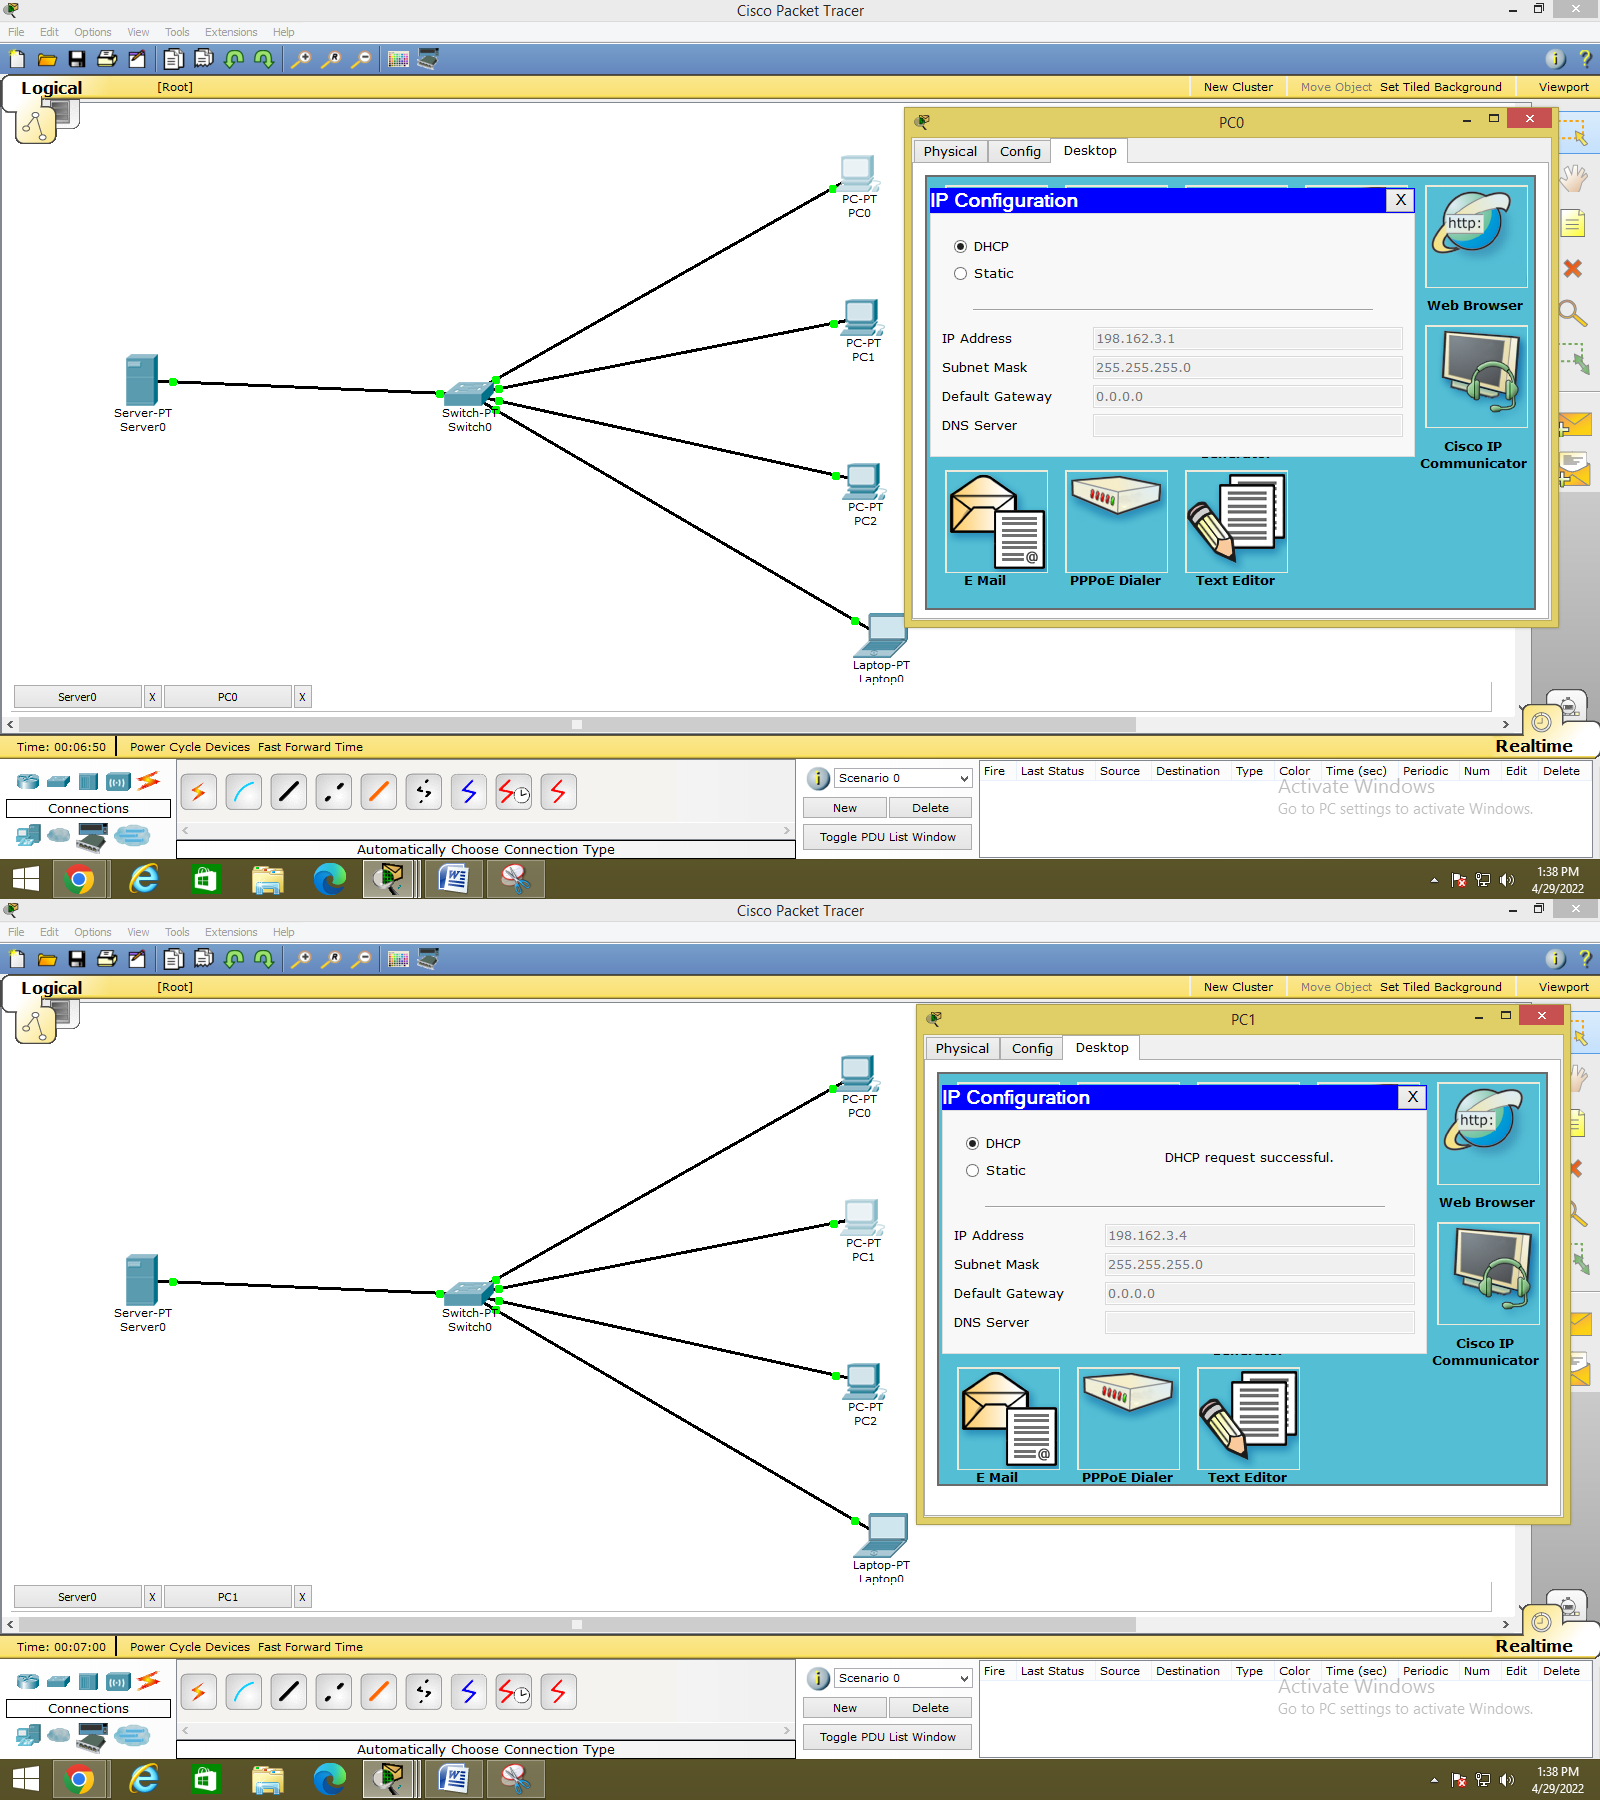 Cisco Packet Tracer
File Edit Options View Tools Extensions Help
Logical [Root] New Cluster Move Object Set Tiled Background Viewport
PC0
Physical Config Desktop
IP Configuration X
http:
DHCP
Static
Web Browser
IP Address 198.162.3.1
Subnet Mask 255.255.255.0
Default Gateway 0.0.0.0
DNS Server
Cisco IP
Communicator
@
E Mail PPPoE Dialer Text Editor
PC-PT
PC0
PC-PT
PC1
Server-PT
Server0
Switch-PT
Switch0
PC-PT
PC2
Laptop-PT
Laptop0
Server0 X PC0 X
Time: 00:06:50 Power Cycle Devices Fast Forward Time Realtime
Connections
Automatically Choose Connection Type
Scenario 0
New Delete
Toggle PDU List Window
Fire Last Status Source Destination Type Color Time (sec) Periodic Num Edit Delete
Activate Windows
Go to PC settings to activate Windows.
1:38 PM
4/29/2022
Cisco Packet Tracer
File Edit Options View Tools Extensions Help
Logical [Root] New Cluster Move Object Set Tiled Background Viewport
PC1
Physical Config Desktop
IP Configuration X
http:
DHCP
DHCP request successful.
Static
Web Browser
IP Address 198.162.3.4
Subnet Mask 255.255.255.0
Default Gateway 0.0.0.0
DNS Server
Cisco IP
Communicator
@
E Mail PPPoE Dialer Text Editor
PC-PT
PC0
PC-PT
PC1
Server-PT
Server0
Switch-PT
Switch0
PC-PT
PC2
Laptop-PT
Laptop0
Server0 X PC1 X
Time: 00:07:00 Power Cycle Devices Fast Forward Time Realtime
Connections
Automatically Choose Connection Type
Scenario 0
New Delete
Toggle PDU List Window
Fire Last Status Source Destination Type Color Time (sec) Periodic Num Edit Delete
Activate Windows
Go to PC settings to activate Windows.
1:38 PM
4/29/2022